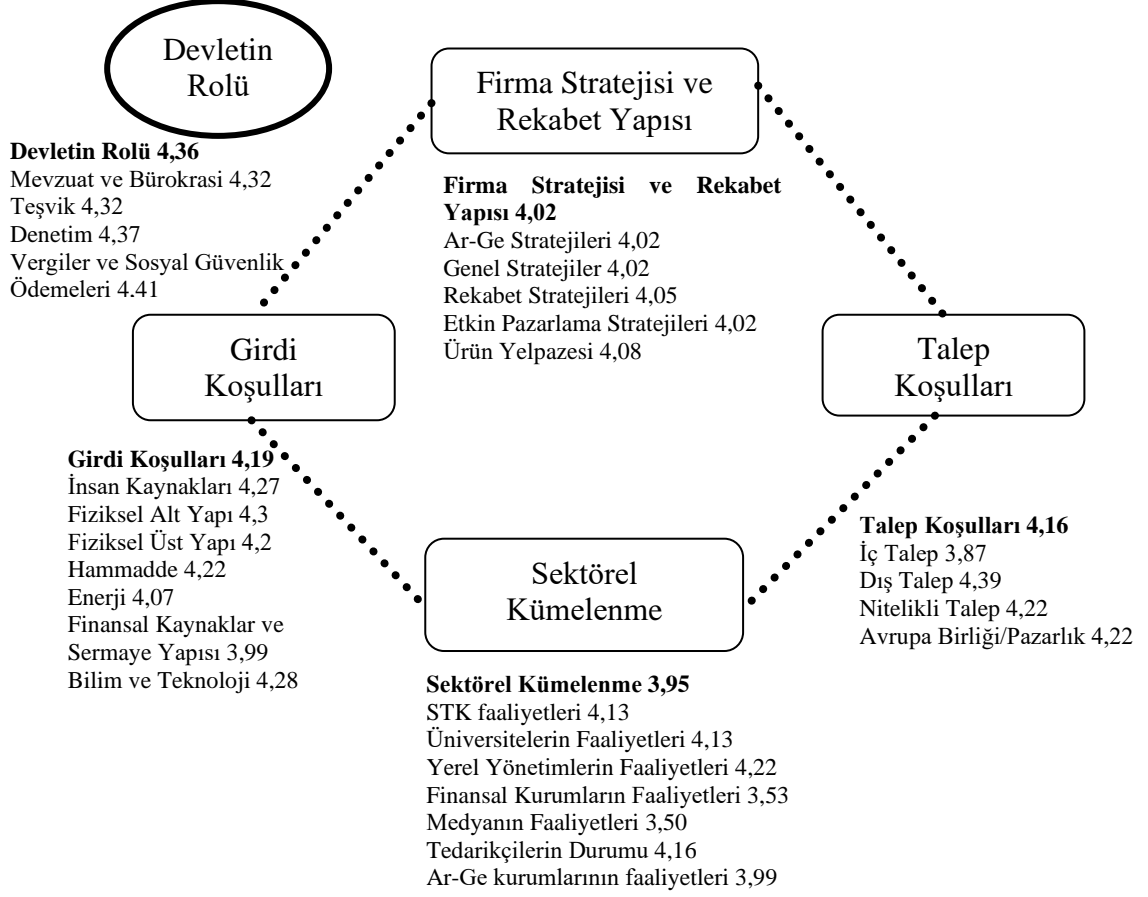 Devletin
Rolü
Firma Stratejisi ve
Rekabet Yapısı
Devletin Rolü 4,36
Mevzuat ve Bürokrasi 4,32
Teşvik 4,32
Denetim 4,37
Vergiler ve Sosyal Güvenlik
Ödemeleri 4.41
Firma Stratejisi ve Rekabet
Yapısı 4,02
Ar-Ge Stratejileri 4,02
Genel Stratejiler 4,02
Rekabet Stratejileri 4,05
Etkin Pazarlama Stratejileri 4,02
Ürün Yelpazesi 4,08
Girdi
Koşulları
Talep
Koşulları
Girdi Koşulları 4,19
İnsan Kaynakları 4,27
Fiziksel Alt Yapı 4,3
Fiziksel Üst Yapı 4,2
Hammadde 4,22
Enerji 4,07
Finansal Kaynaklar ve
Sermaye Yapısı 3,99
Bilim ve Teknoloji 4,28
Talep Koşulları 4,16
İç Talep 3,87
Dış Talep 4,39
Nitelikli Talep 4,22
Avrupa Birliği/Pazarlık 4,22
Sektörel
Kümelenme
Sektörel Kümelenme 3,95
STK faaliyetleri 4,13
Üniversitelerin Faaliyetleri 4,13
Yerel Yönetimlerin Faaliyetleri 4,22
Finansal Kurumların Faaliyetleri 3,53
Medyanın Faaliyetleri 3,50
Tedarikçilerin Durumu 4,16
Ar-Ge kurumlarının faaliyetleri 3,99